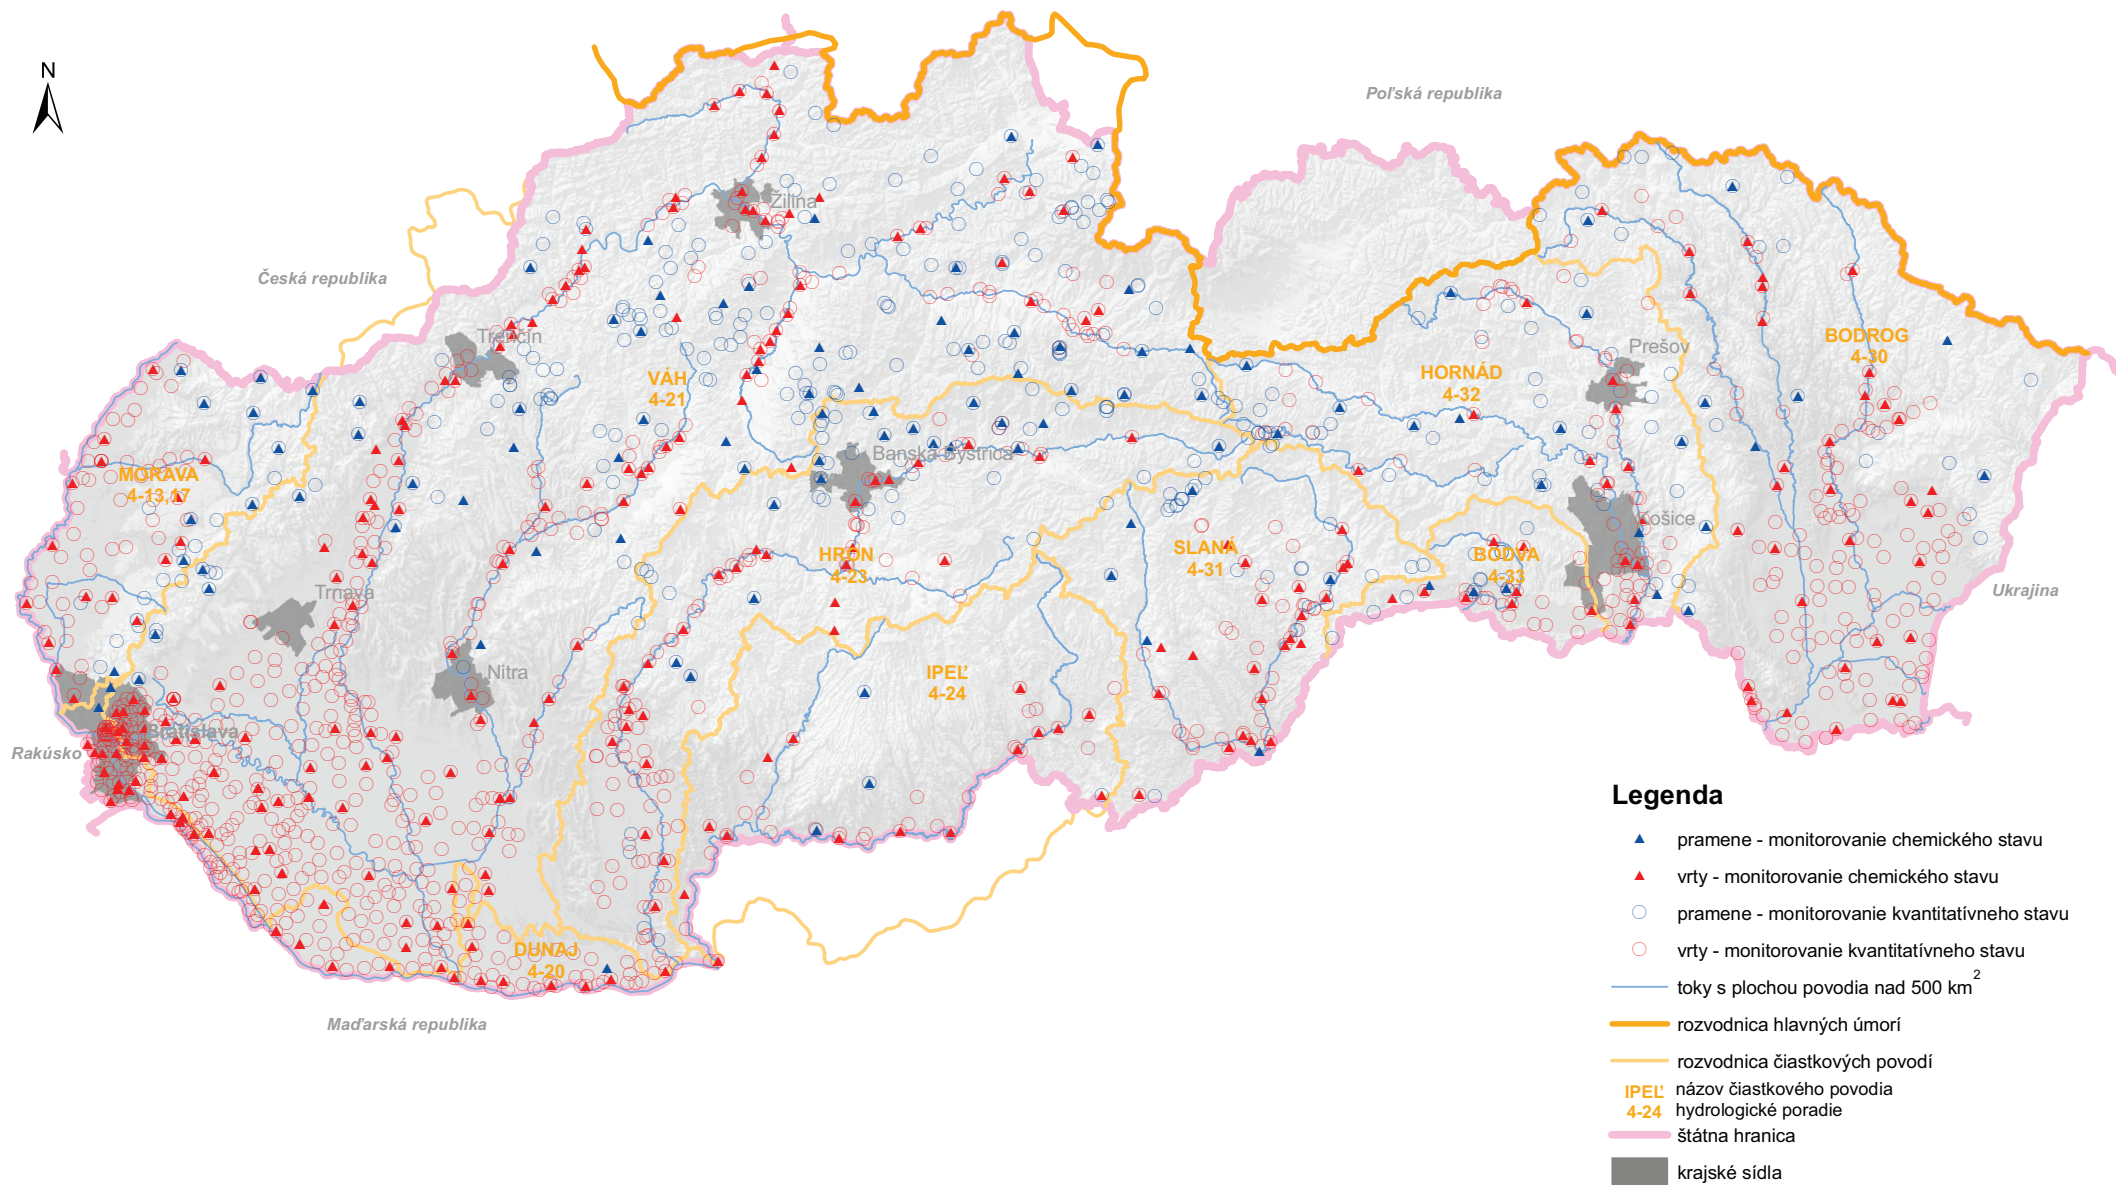 N
Poľská republika
Česká republika
Žilina
Trenčín
VÁH
4-21
BODROG
4-30
Prešov
HORNÁD
4-32
MORAVA
4-13,17
Banská Bystrica
Košice
HRON
4-23
SLANÁ
4-31
BODVA
4-33
Trnava
Ukrajina
Nitra
IPEĽ
4-24
Bratislava
Rakúsko
DUNAJ
4-20
Maďarská republika
Legenda
pramene - monitorovanie chemického stavu
vrty - monitorovanie chemického stavu
pramene - monitorovanie kvantitatívneho stavu
vrty - monitorovanie kvantitatívneho stavu
toky s plochou povodia nad 500 km²
rozvodnica hlavných úmorí
rozvodnica čiastkových povodí
IPEĽ názov čiastkového povodia
4-24 hydrologické poradie
štátna hranica
krajské sídla